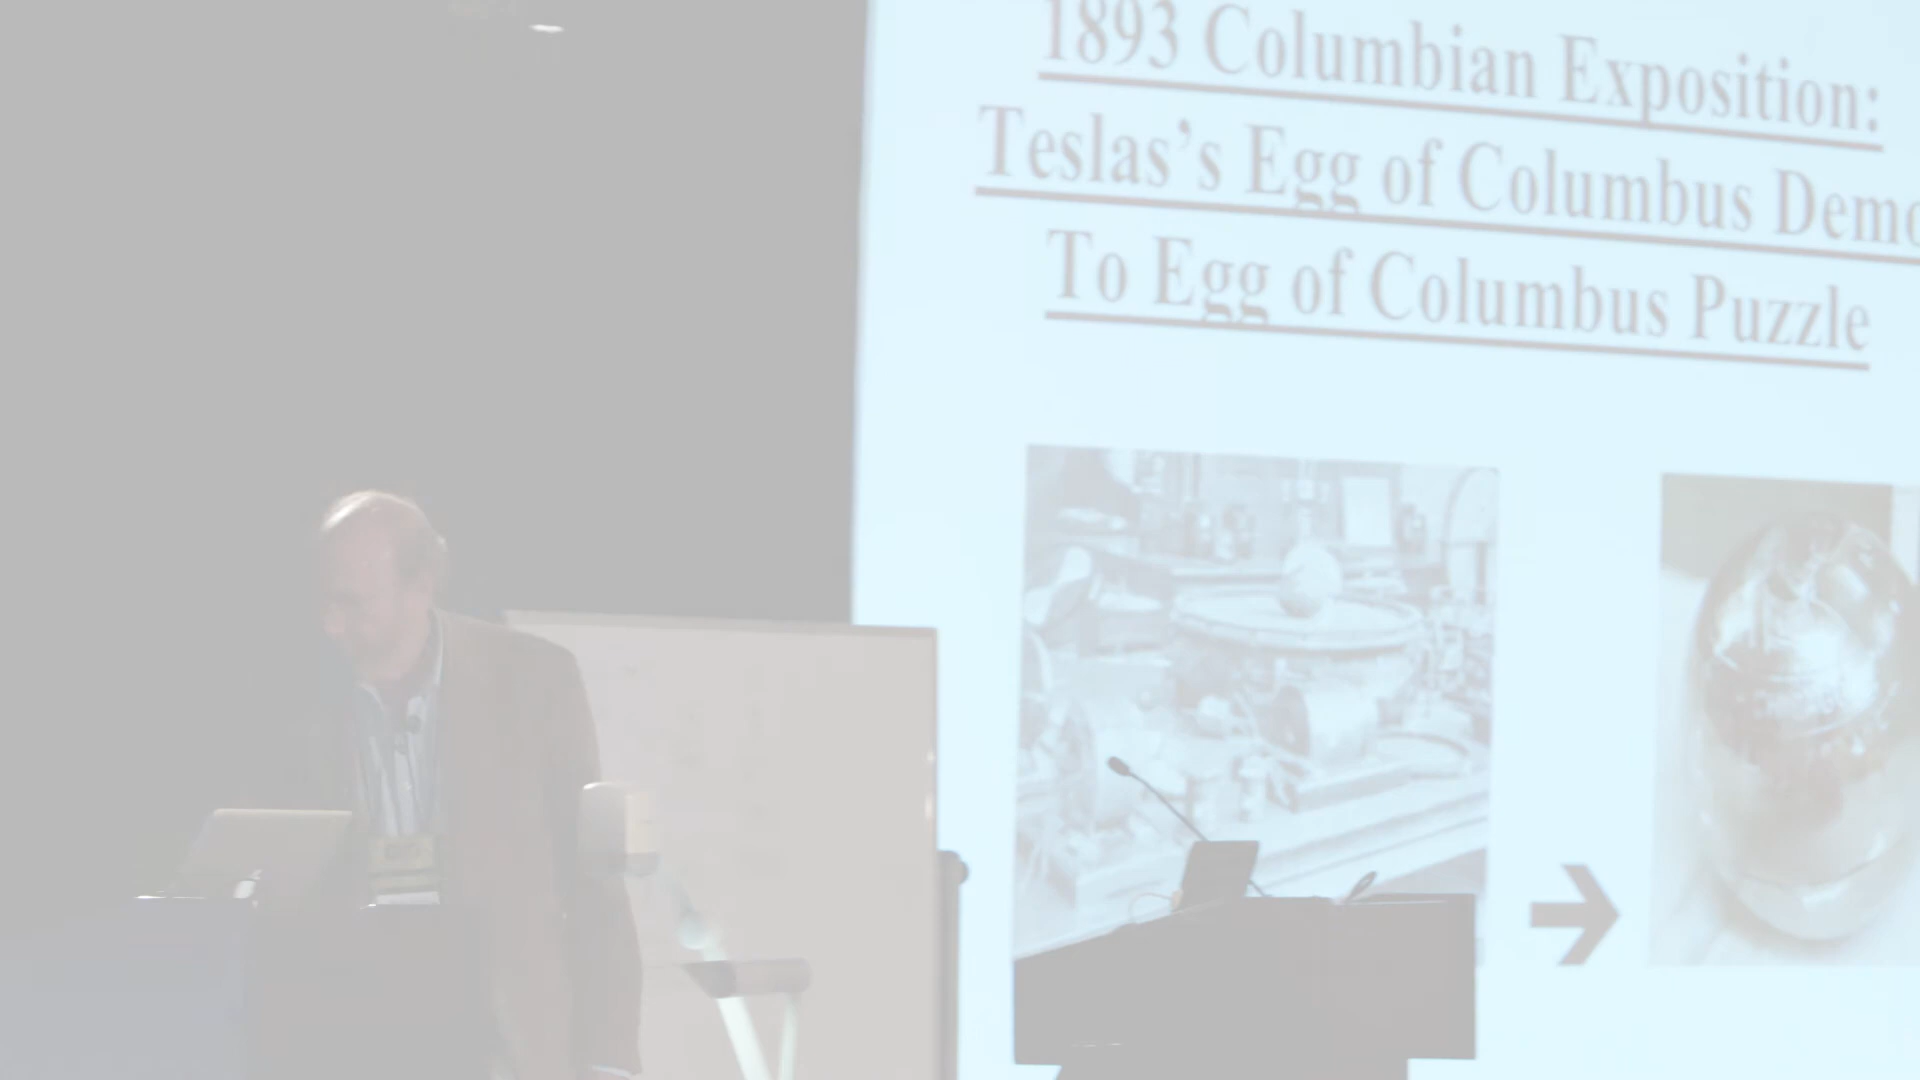 1893 Columbian Exposition:
Teslas's Egg of Columbus Demo
To Egg of Columbus Puzzle